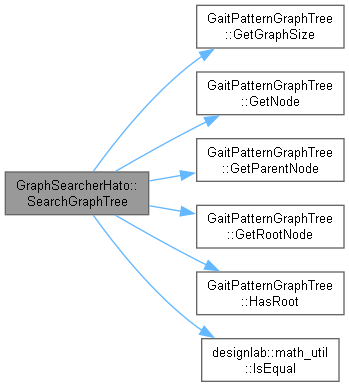 GraphSearcherHato::
SearchGraphTree
GaitPatternGraphTree
::GetGraphSize
GaitPatternGraphTree
::GetNode
GaitPatternGraphTree
::GetParentNode
GaitPatternGraphTree
::GetRootNode
GaitPatternGraphTree
::HasRoot
designlab::math_util
::IsEqual